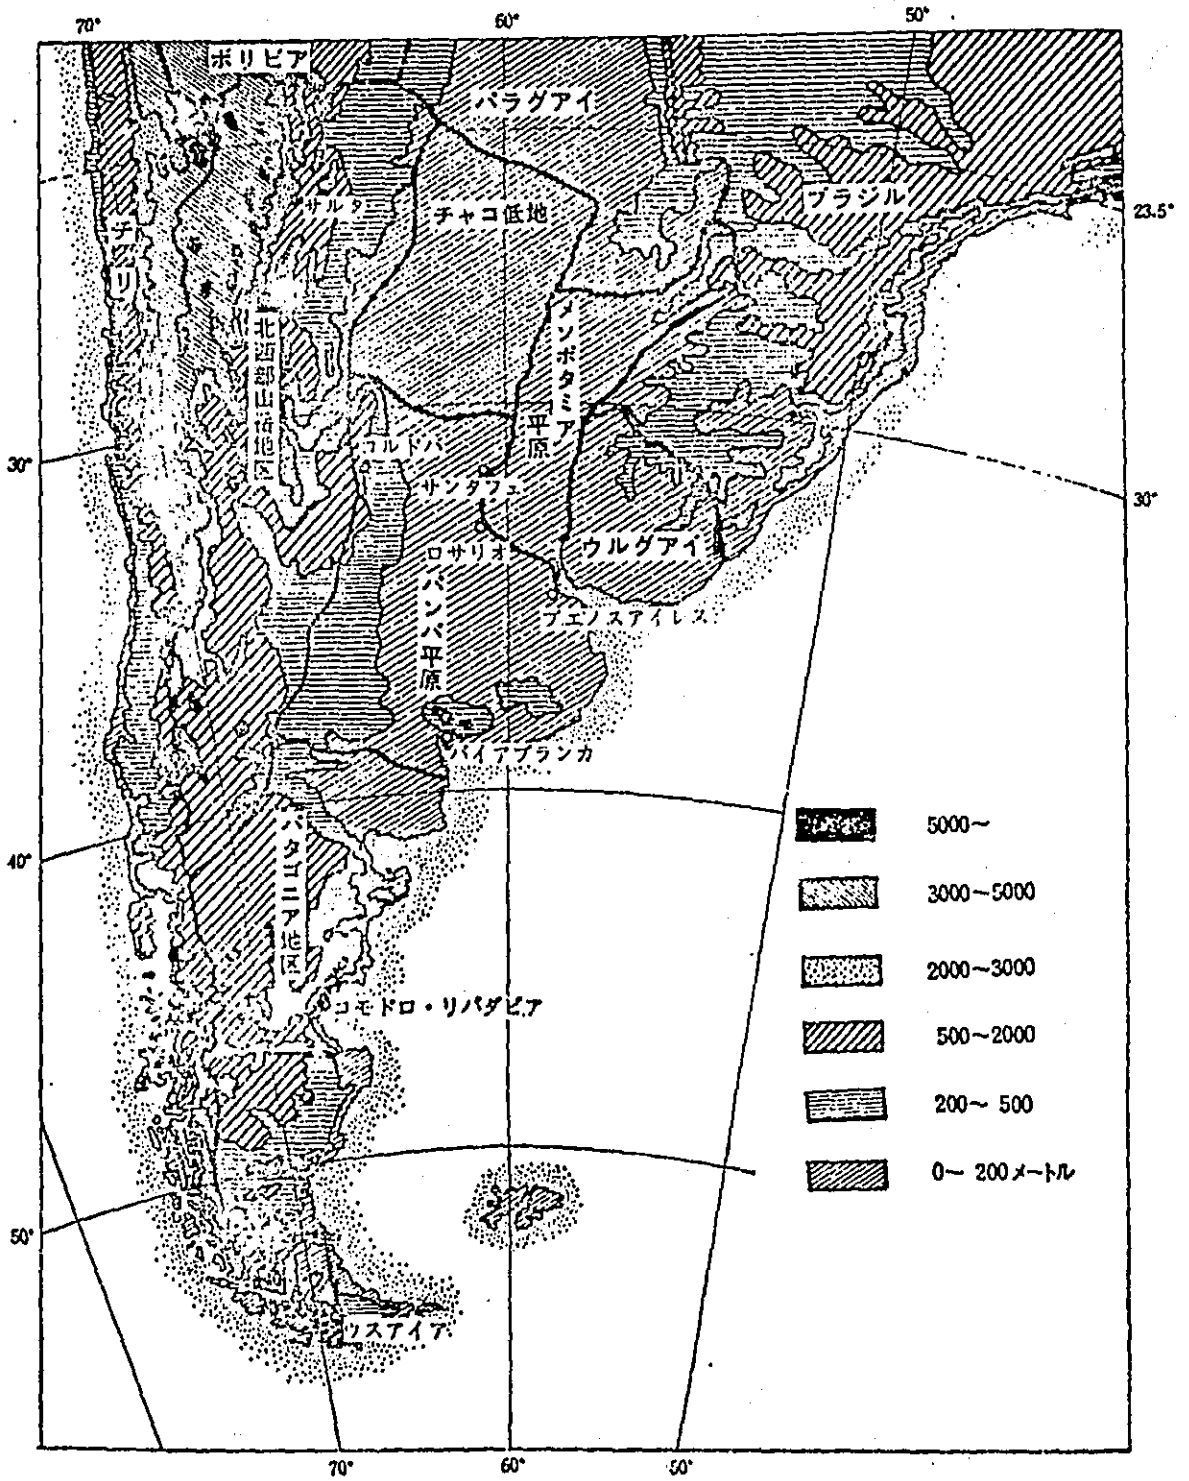 70°
60°
50°
ボリビア
パラグアイ
サルタ
チャコ低地
ブラジル
23.5°
チリ
北西部山岳地区
メソポタミア平原
コルドバ
30°
サンタフェ
30°
ロサリオ
ウルグアイ
パンパ平原
ブエノスアイレス
バイアブランカ
5000~
40°
パタゴニア地区
3000~5000
2000~3000
コモドロ・リバダビア
500~2000
200~ 500
0~ 200メートル
50°
ウスアイア
70°
60°
50°